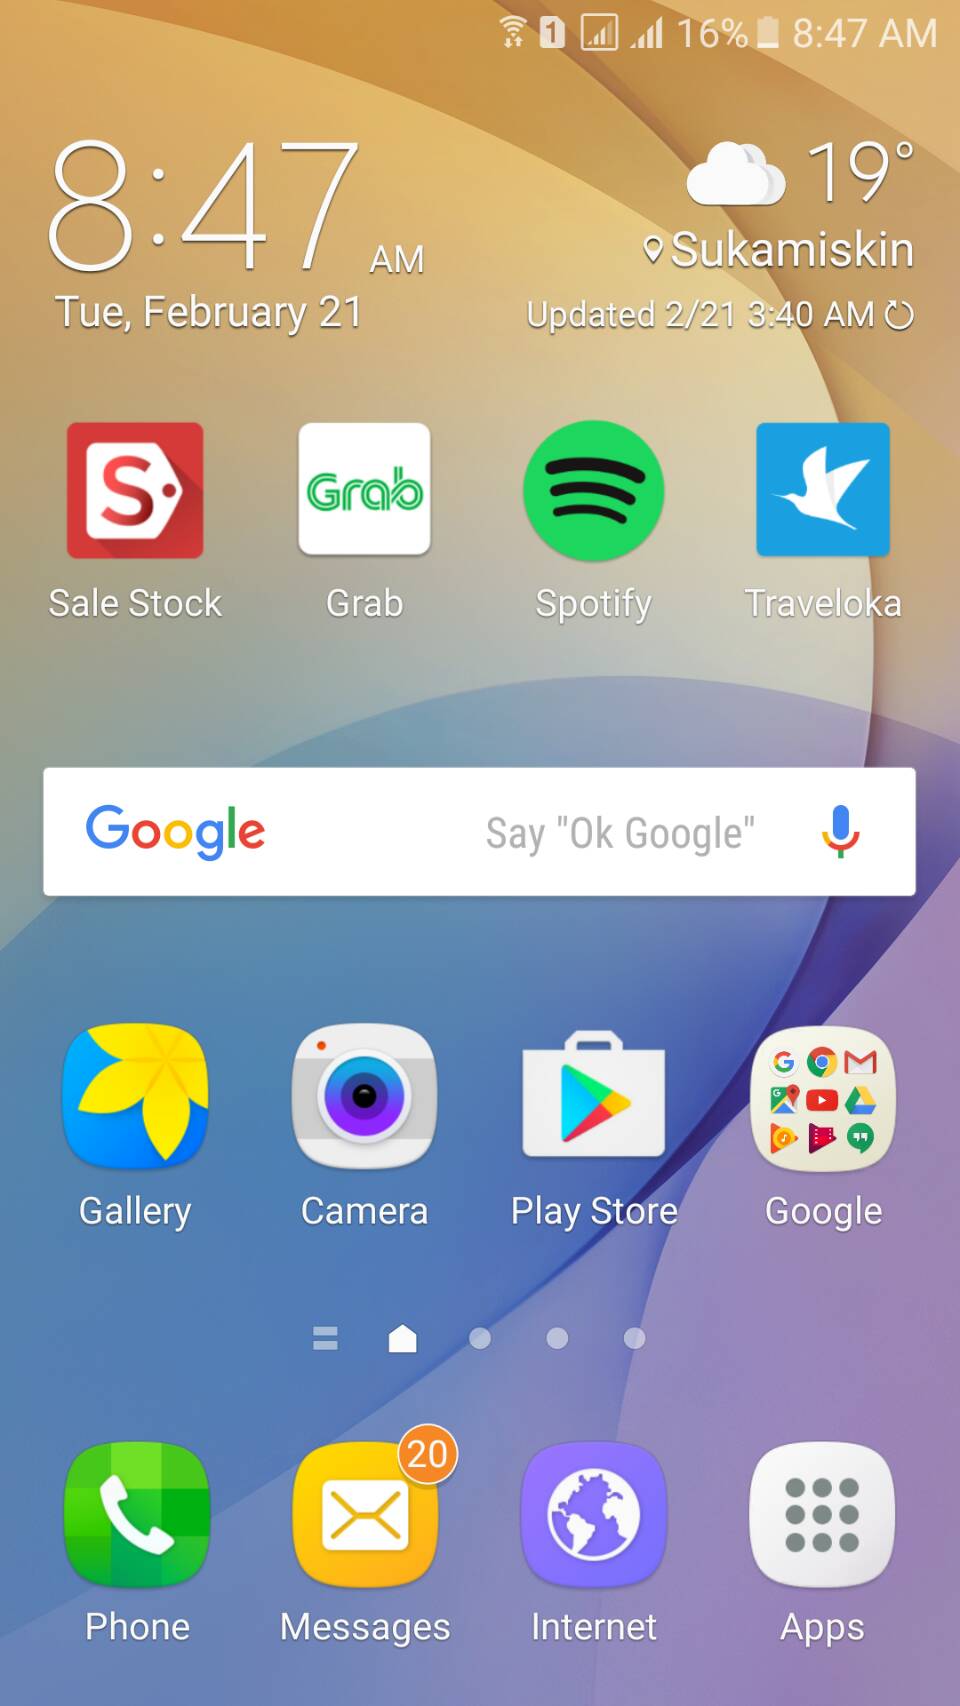 1 16% 8:47 AM
8:47 AM
Tue, February 21
19°
Sukamiskin
Updated 2/21 3:40 AM
S
Grab
Sale Stock
Grab
Spotify
Traveloka
Google
Say "Ok Google"
Gallery
Camera
Play Store
Google
20
Phone
Messages
Internet
Apps